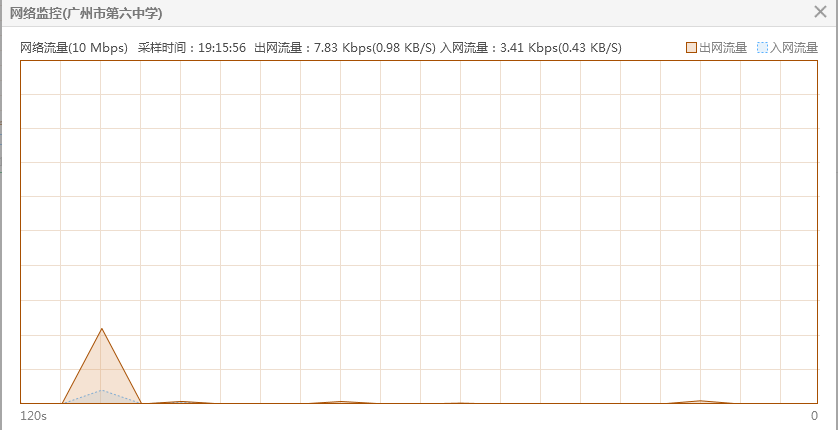 网络监控(广州市第六中学)
网络流量(10 Mbps) 采样时间：19:15:56 出网流量：7.83 Kbps(0.98 KB/S) 入网流量：3.41 Kbps(0.43 KB/S) 出网流量 入网流量
120s 0